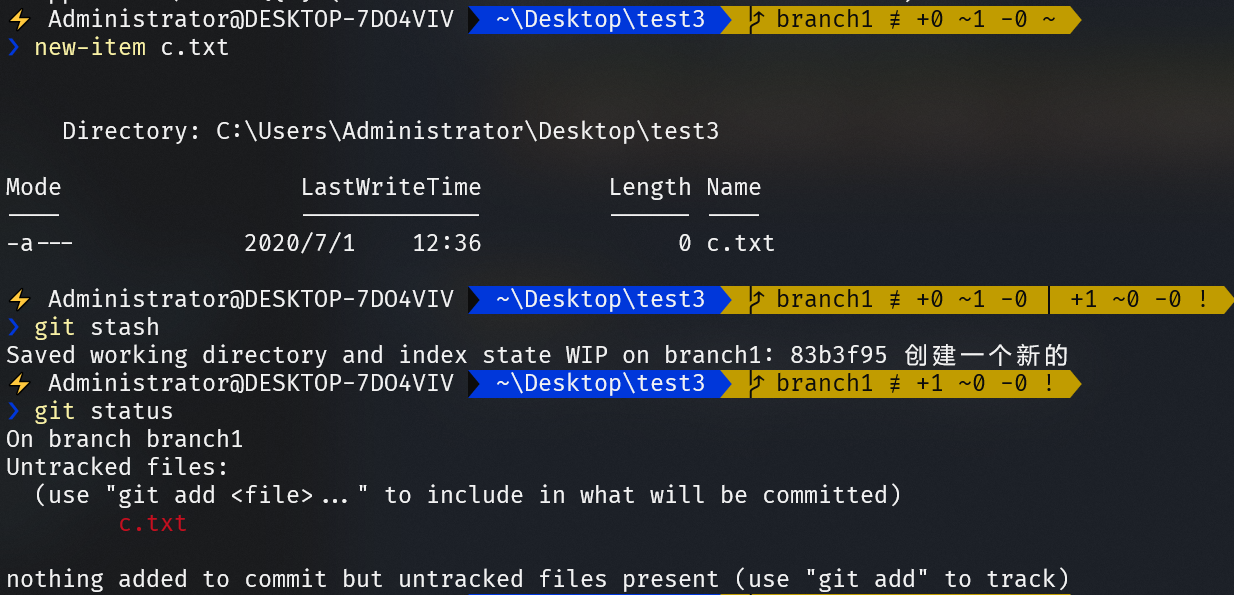 ⚡ Administrator@DESKTOP-7DO4VIV ~\Desktop\test3 branch1 ≢ +0 ~1 -0 ~
❯ new-item c.txt
Directory: C:\Users\Administrator\Desktop\test3
Mode LastWriteTime Length Name
---- ------------- ------ ----
-a--- 2020/7/1 12:36 0 c.txt
⚡ Administrator@DESKTOP-7DO4VIV ~\Desktop\test3 branch1 ≢ +0 ~1 -0 | +1 ~0 -0 !
❯ git stash
Saved working directory and index state WIP on branch1: 83b3f95 创建一个新的
⚡ Administrator@DESKTOP-7DO4VIV ~\Desktop\test3 branch1 ≢ +1 ~0 -0 !
❯ git status
On branch branch1
Untracked files:
(use "git add <file>..." to include in what will be committed)
c.txt
nothing added to commit but untracked files present (use "git add" to track)